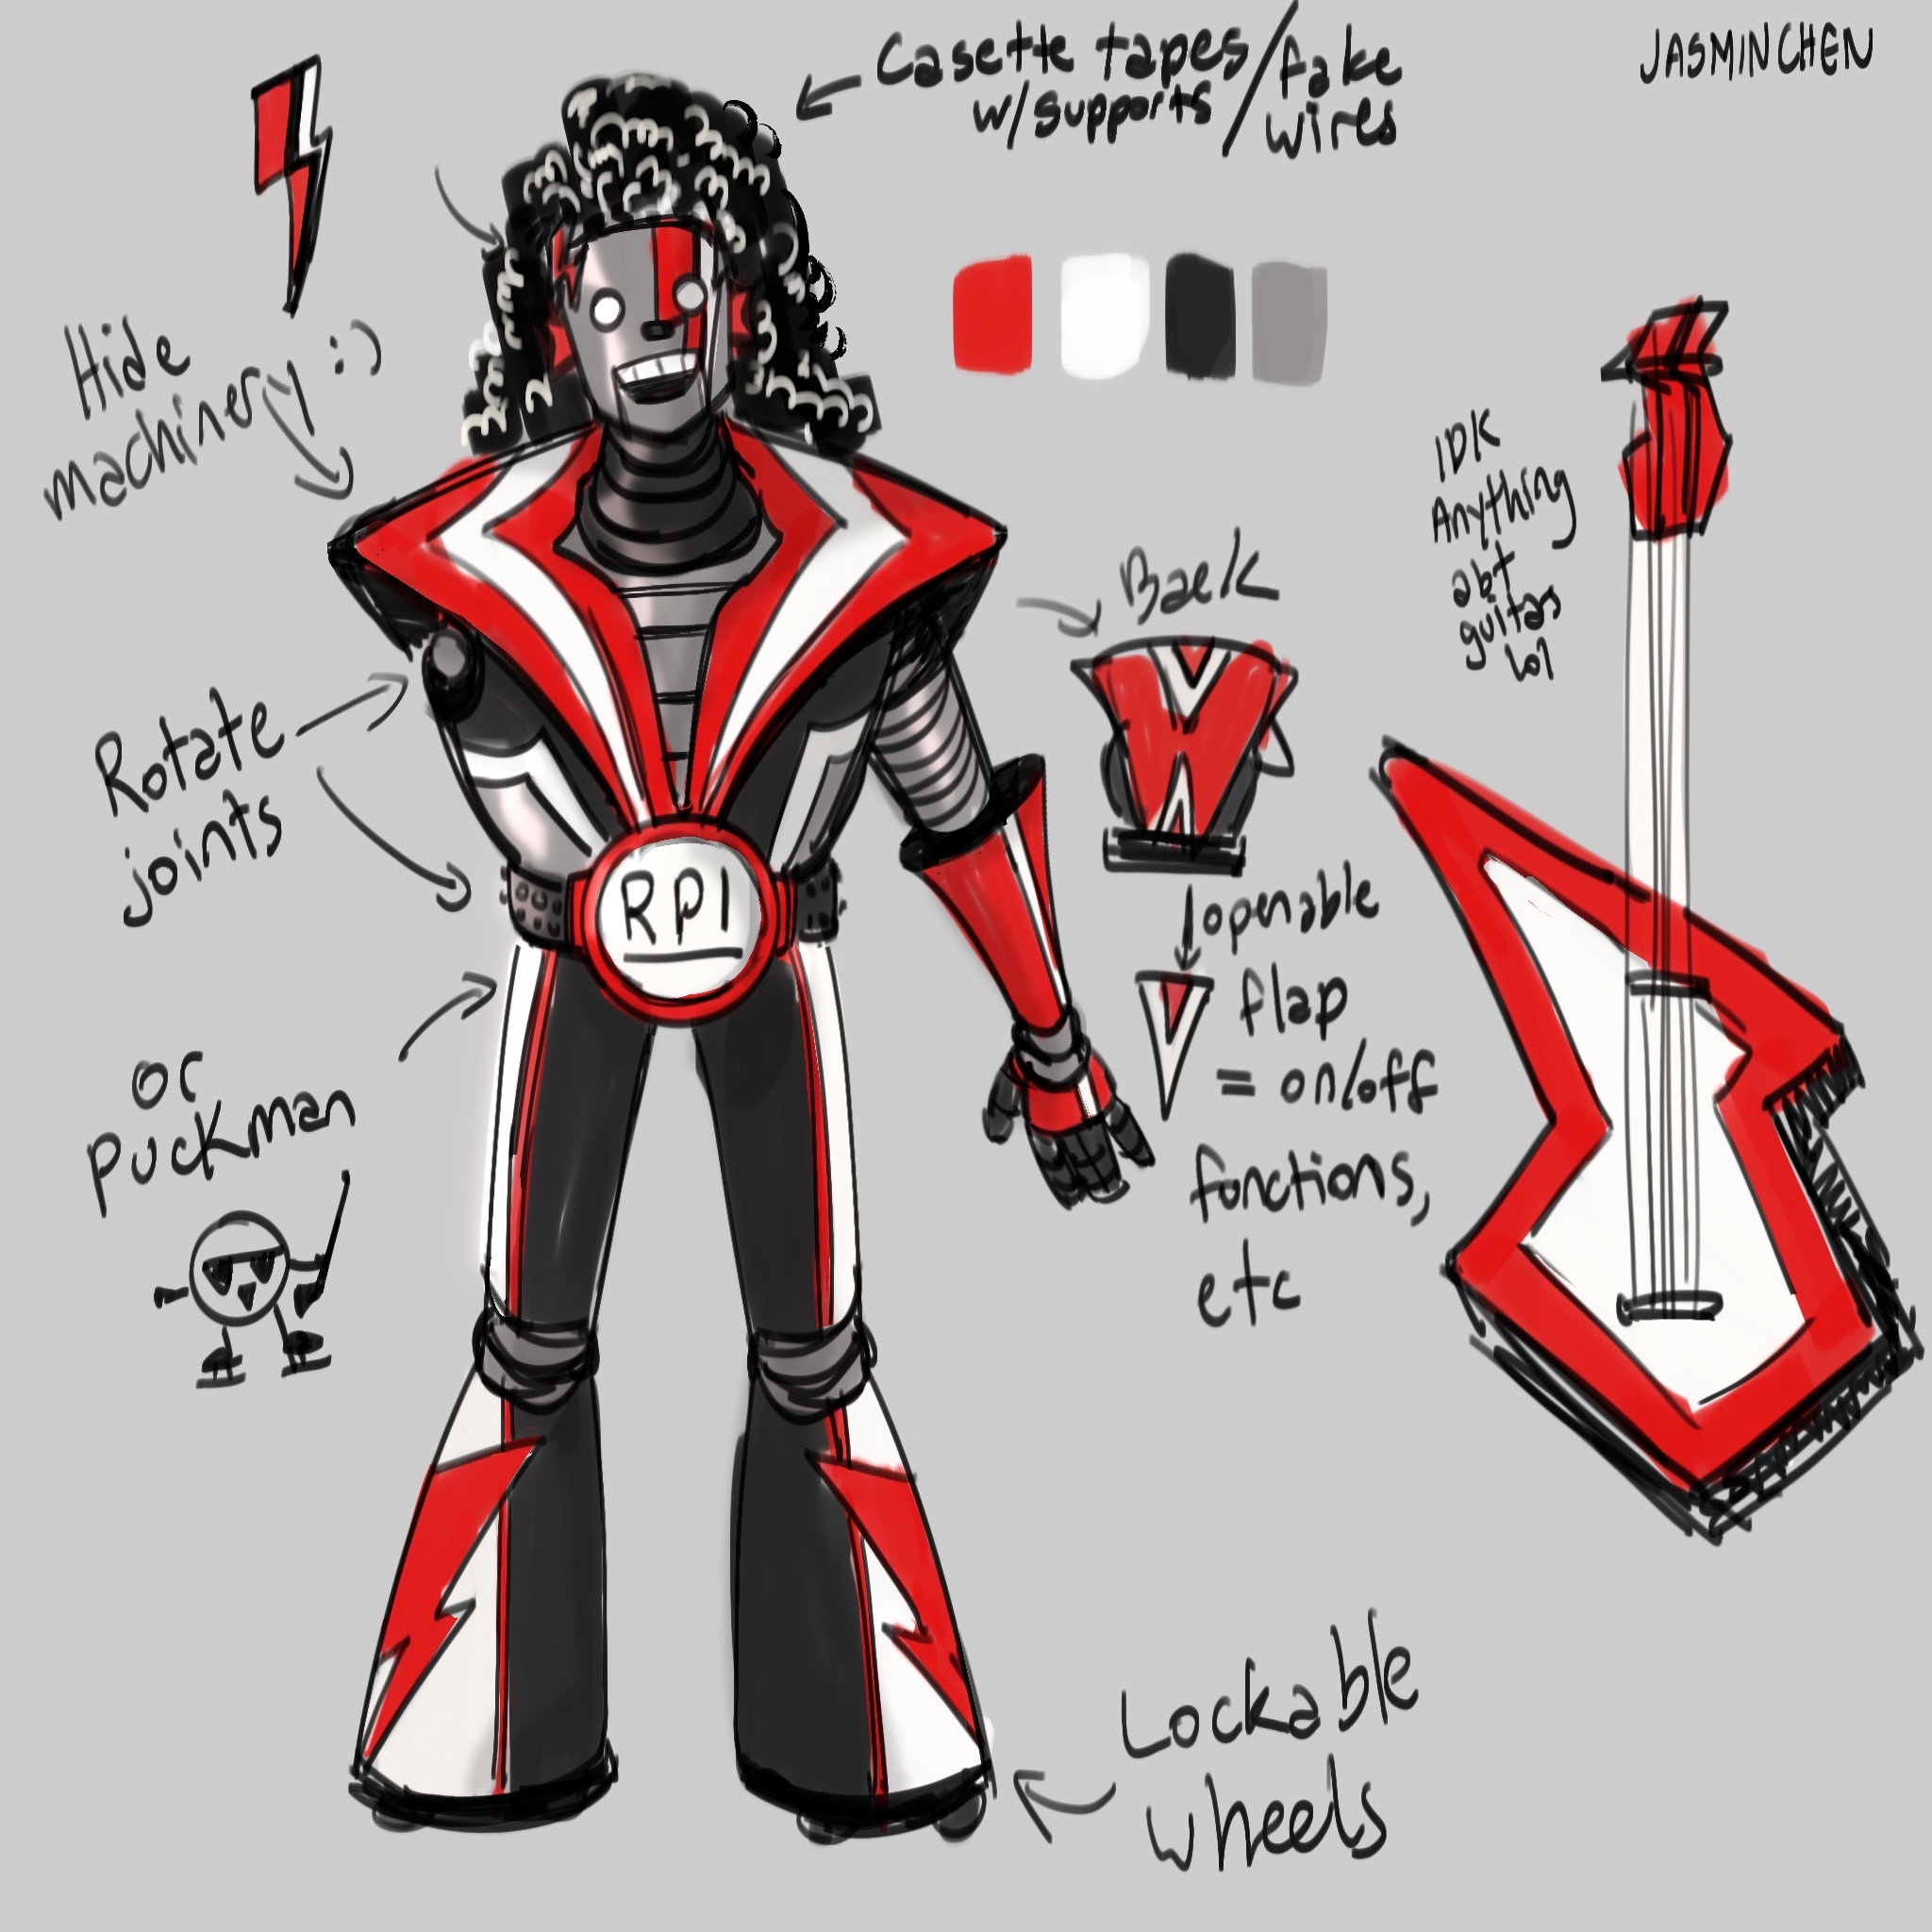 Casette tapes/fake
w/supports/wires
JASMINCHEN
Hide
machinery :)
IDK
Anything
abt
guitas
lol
Back
Rotate
joints
RPI
openable
flap
= on/off
functions,
etc
or
puckman
Lockable
wheels